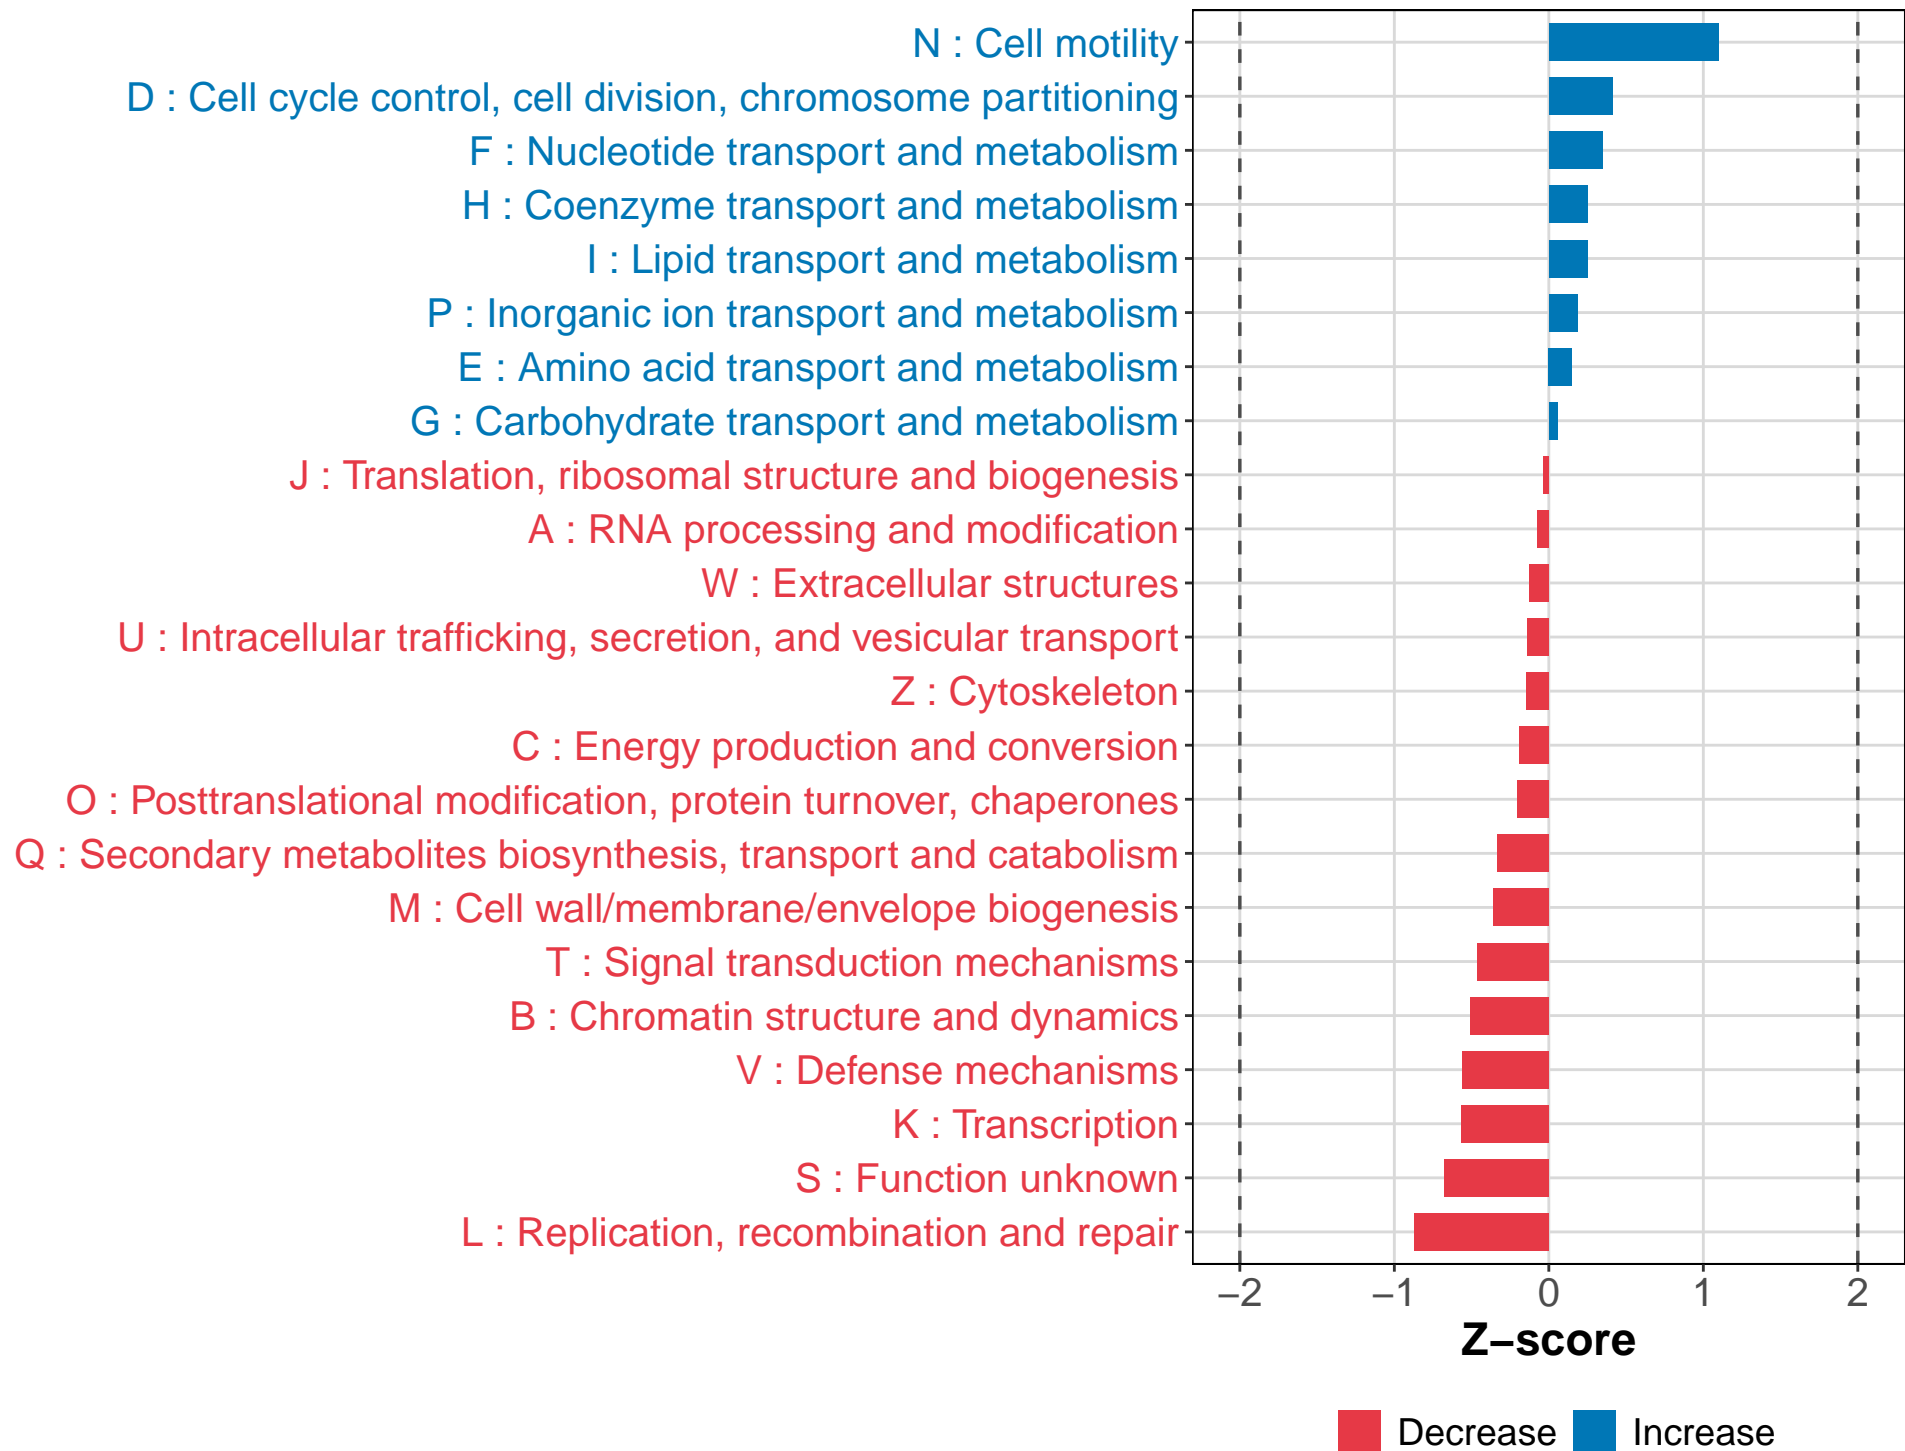 N : Cell motility
D : Cell cycle control, cell division, chromosome partitioning
F : Nucleotide transport and metabolism
H : Coenzyme transport and metabolism
I : Lipid transport and metabolism
P : Inorganic ion transport and metabolism
E : Amino acid transport and metabolism
G : Carbohydrate transport and metabolism
J : Translation, ribosomal structure and biogenesis
A : RNA processing and modification
W : Extracellular structures
U : Intracellular trafficking, secretion, and vesicular transport
Z : Cytoskeleton
C : Energy production and conversion
O : Posttranslational modification, protein turnover, chaperones
Q : Secondary metabolites biosynthesis, transport and catabolism
M : Cell wall/membrane/envelope biogenesis
T : Signal transduction mechanisms
B : Chromatin structure and dynamics
V : Defense mechanisms
K : Transcription
S : Function unknown
L : Replication, recombination and repair
−2 −1 0 1 2
Z−score
Decrease Increase